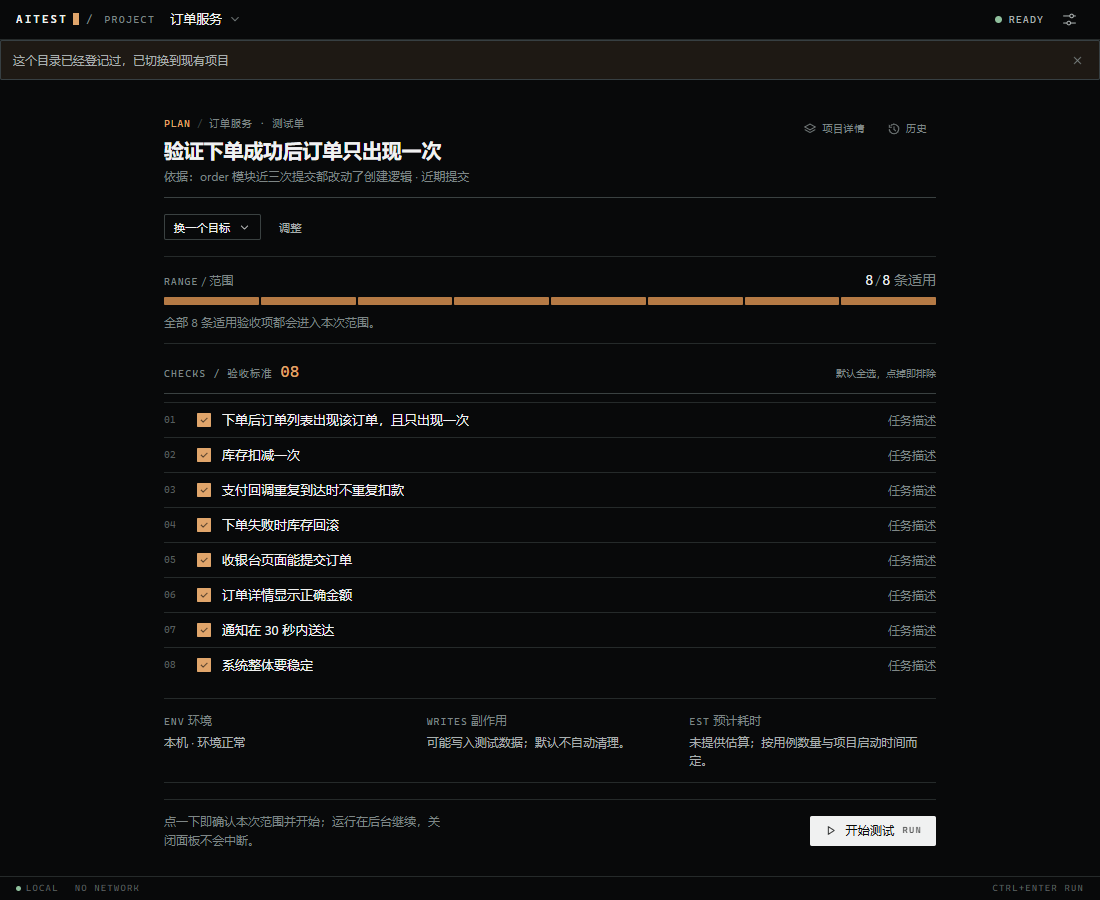 AITEST / PROJECT 订单服务 READY
这个目录已经登记过，已切换到现有项目
PLAN / 订单服务 · 测试单
项目详情 历史
验证下单成功后订单只出现一次
依据：order 模块近三次提交都改动了创建逻辑 · 近期提交
换一个目标 调整
RANGE / 范围 8/8 条适用
全部 8 条适用验收项都会进入本次范围。
CHECKS / 验收标准 08 默认全选，点掉即排除
01 下单后订单列表出现该订单，且只出现一次 任务描述
02 库存扣减一次 任务描述
03 支付回调重复到达时不重复扣款 任务描述
04 下单失败时库存回滚 任务描述
05 收银台页面能提交订单 任务描述
06 订单详情显示正确金额 任务描述
07 通知在 30 秒内送达 任务描述
08 系统整体要稳定 任务描述
ENV 环境 WRITES 副作用 EST 预计耗时
本机 · 环境正常 可能写入测试数据；默认不自动清理。 未提供估算；按用例数量与项目启动时间而
定。
点一下即确认本次范围并开始；运行在后台继续，关
闭面板不会中断。
开始测试 RUN
LOCAL NO NETWORK CTRL+ENTER RUN